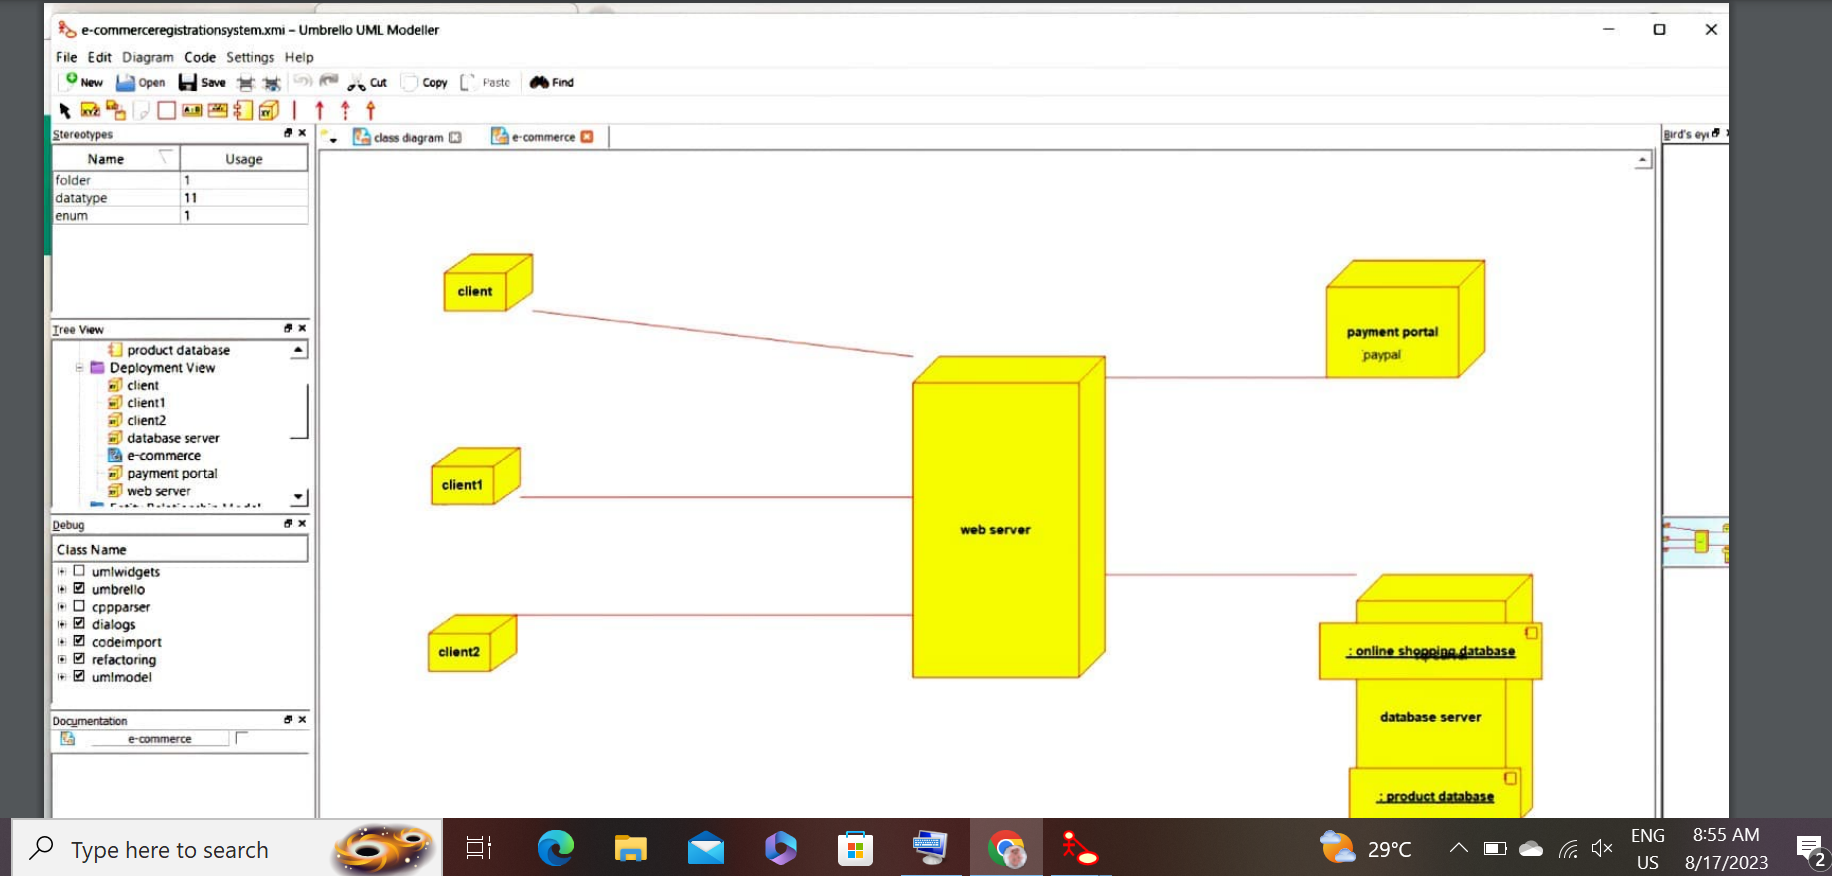 e-commerceregistrationsystem.xmi – Umbrello UML Modeller
File Edit Diagram Code Settings Help
New Open Save Cut Copy Paste Find
Stereotypes
Name Usage
folder 1
datatype 11
enum 1
Tree View
product database
Deployment View
client
client1
client2
database server
e-commerce
payment portal
web server
Debug
Class Name
umlwidgets
umbrello
cppparser
dialogs
codeimport
refactoring
umlmodel
Documentation
e-commerce
class diagram e-commerce
Bird's eye
client
client1
client2
web server
payment portal
paypal
: online shopping database
database server
: product database
Type here to search
29°C
ENG
US
8:55 AM
8/17/2023
2